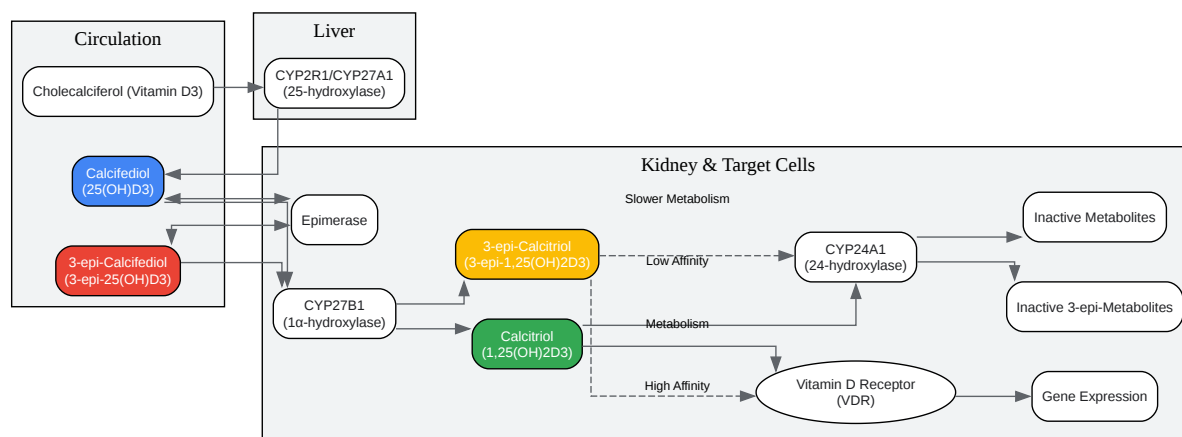 Circulation
Liver
Cholecalciferol (Vitamin D3)
CYP2R1/CYP27A1
(25-hydroxylase)
Kidney & Target Cells
Calcifediol
(25(OH)D3)
Epimerase
3-epi-Calcifediol
(3-epi-25(OH)D3)
CYP27B1
(1α-hydroxylase)
3-epi-Calcitriol
(3-epi-1,25(OH)2D3)
Calcitriol
(1,25(OH)2D3)
Slower Metabolism
Low Affinity
Metabolism
High Affinity
CYP24A1
(24-hydroxylase)
Vitamin D Receptor
(VDR)
Inactive Metabolites
Inactive 3-epi-Metabolites
Gene Expression